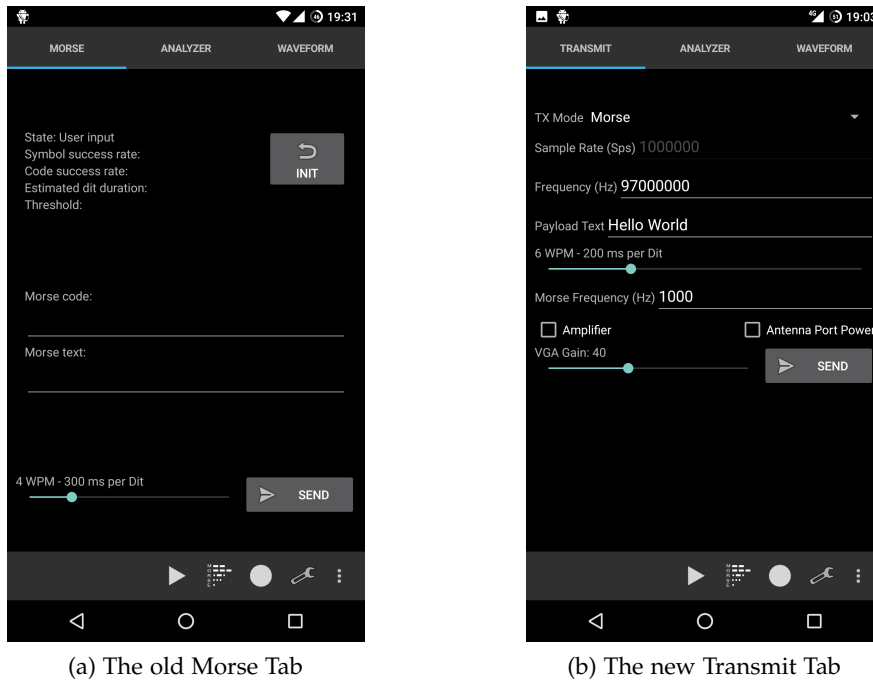 19:31
MORSE ANALYZER WAVEFORM
State: User input
Symbol success rate:
Code success rate:
Estimated dit duration:
Threshold:
INIT
Morse code:
Morse text:
4 WPM - 300 ms per Dit
SEND
(a) The old Morse Tab
4G 51 19:03
TRANSMIT ANALYZER WAVEFORM
TX Mode Morse
Sample Rate (Sps) 1000000
Frequency (Hz) 97000000
Payload Text Hello World
6 WPM - 200 ms per Dit
Morse Frequency (Hz) 1000
Amplifier Antenna Port Power
VGA Gain: 40
SEND
(b) The new Transmit Tab